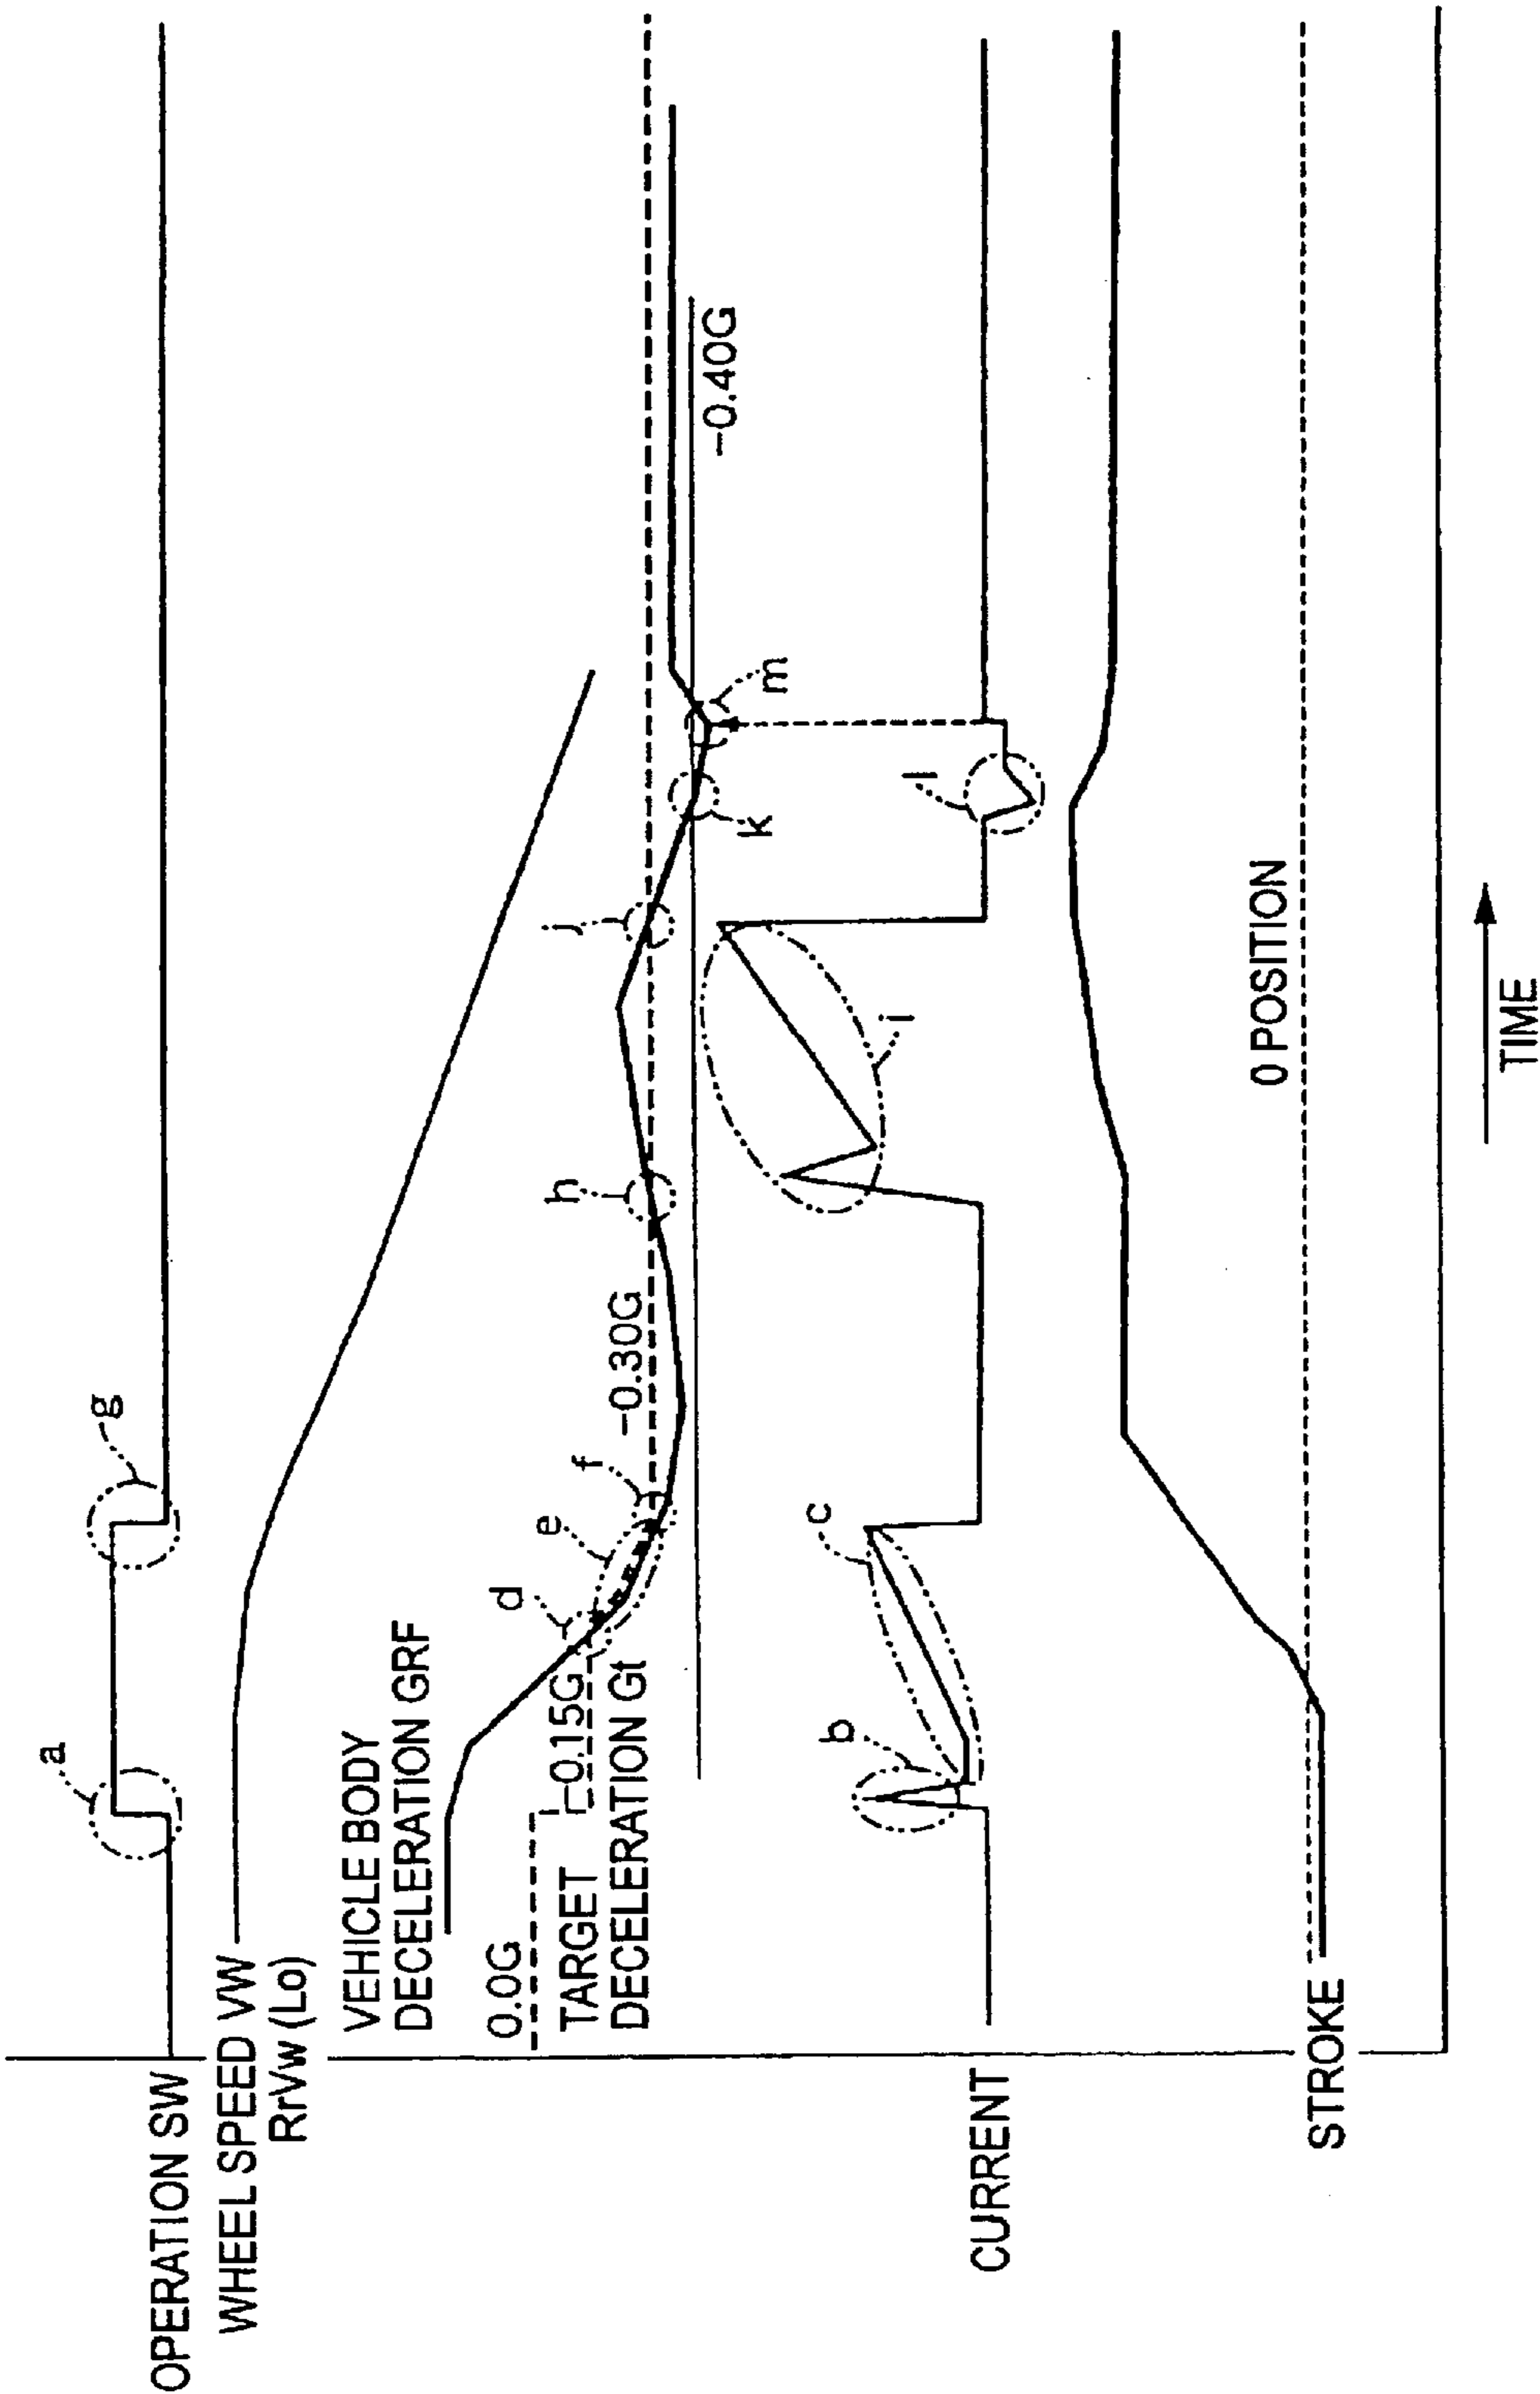 OPERATION SW
WHEEL SPEED VW
RrVw (Lo)
VEHICLE BODY
DECELERATION GRF
0.0G
TARGET
DECELERATION Gt
-0.15G
-0.30G
-0.40G
CURRENT
STROKE
0 POSITION
TIME
a
b
c
d
e
f
g
h
i
j
k
l
m